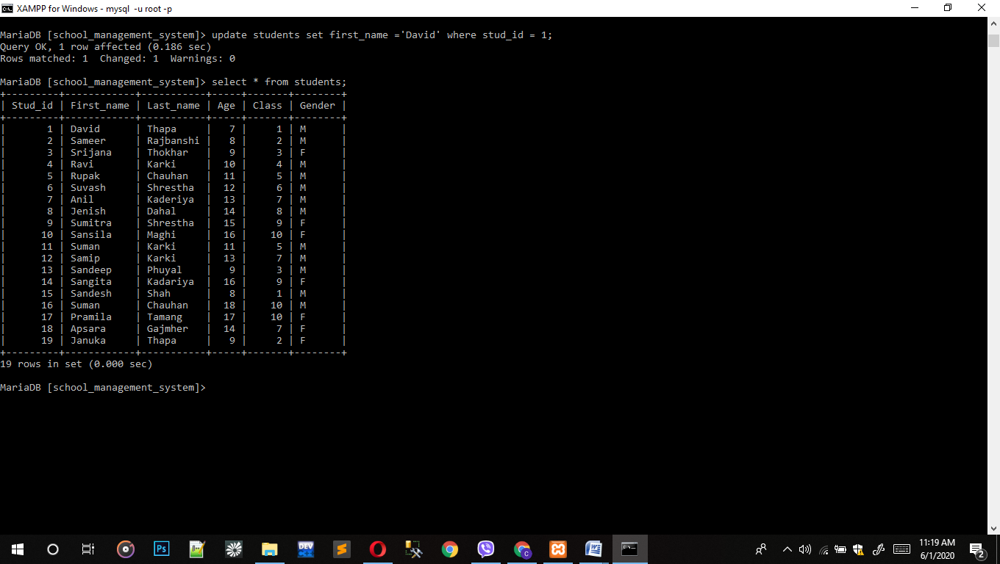 XAMPP for Windows - mysql  -u root -p
MariaDB [school_management_system]> update students set first_name ='David' where stud_id = 1;
Query OK, 1 row affected (0.186 sec)
Rows matched: 1  Changed: 1  Warnings: 0
MariaDB [school_management_system]> select * from students;
+---------+------------+-----------+-----+-------+--------+
| Stud_id | First_name | Last_name | Age | Class | Gender |
+---------+------------+-----------+-----+-------+--------+
|       1 | David      | Thapa     |   7 |     1 | M      |
|       2 | Sameer     | Rajbanshi |   8 |     2 | M      |
|       3 | Srijana    | Thokhar   |   9 |     3 | F      |
|       4 | Ravi       | Karki     |  10 |     4 | M      |
|       5 | Rupak      | Chauhan   |  11 |     5 | M      |
|       6 | Suvash     | Shrestha  |  12 |     6 | M      |
|       7 | Anil       | Kaderiya  |  13 |     7 | M      |
|       8 | Jenish     | Dahal     |  14 |     8 | M      |
|       9 | Sumitra    | Shrestha  |  15 |     9 | F      |
|      10 | Sansila    | Maghi     |  16 |    10 | F      |
|      11 | Suman      | Karki     |  11 |     5 | M      |
|      12 | Samip      | Karki     |  13 |     7 | M      |
|      13 | Sandeep    | Phuyal    |   9 |     3 | M      |
|      14 | Sangita    | Kadariya  |  16 |     9 | F      |
|      15 | Sandesh    | Shah      |   8 |     1 | M      |
|      16 | Suman      | Chauhan   |  18 |    10 | M      |
|      17 | Pramila    | Tamang    |  17 |    10 | F      |
|      18 | Apsara     | Gajmher   |  14 |     7 | F      |
|      19 | Januka     | Thapa     |   9 |     2 | F      |
+---------+------------+-----------+-----+-------+--------+
19 rows in set (0.000 sec)
MariaDB [school_management_system]>
Ps
DEV
C
11:19 AM
6/1/2020
2